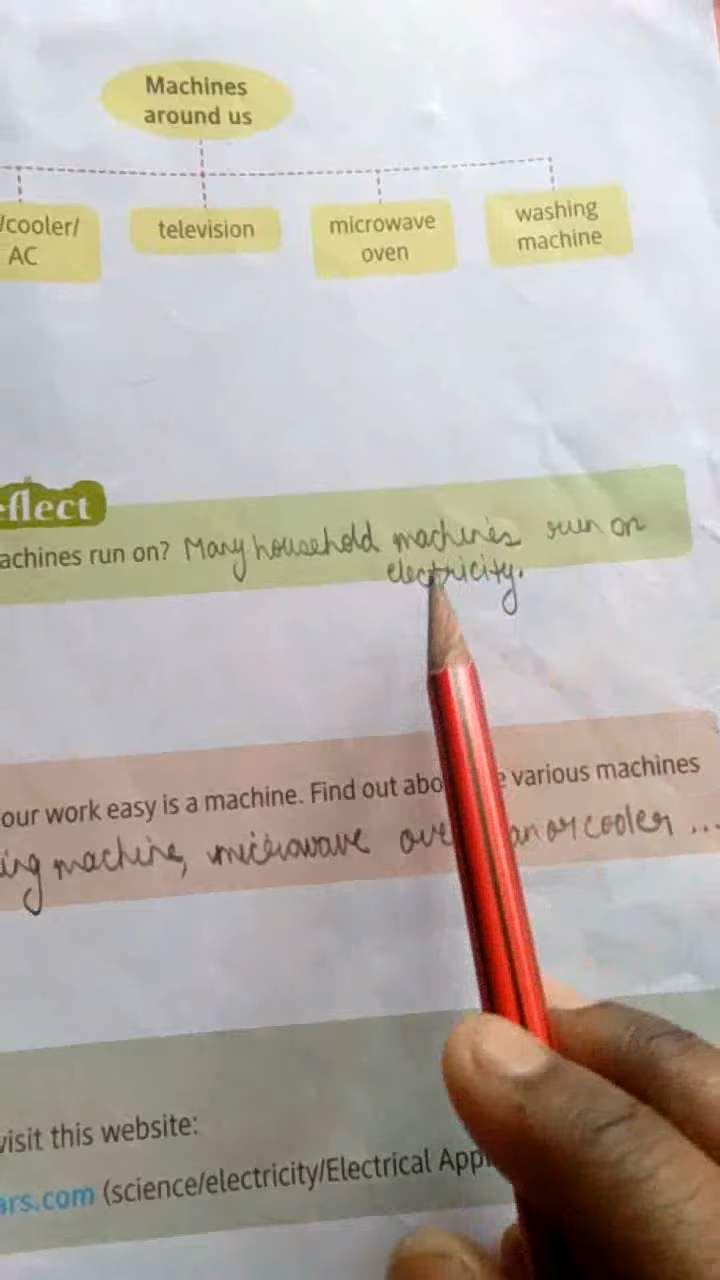 Machines
around us
/cooler/
AC
television
microwave
oven
washing
machine
eflect
achines run on? Many household machines run on
electricity.
our work easy is a machine. Find out abo e various machines
ing machine, microwave ove an or cooler ...
visit this website:
ars.com (science/electricity/Electrical Appl